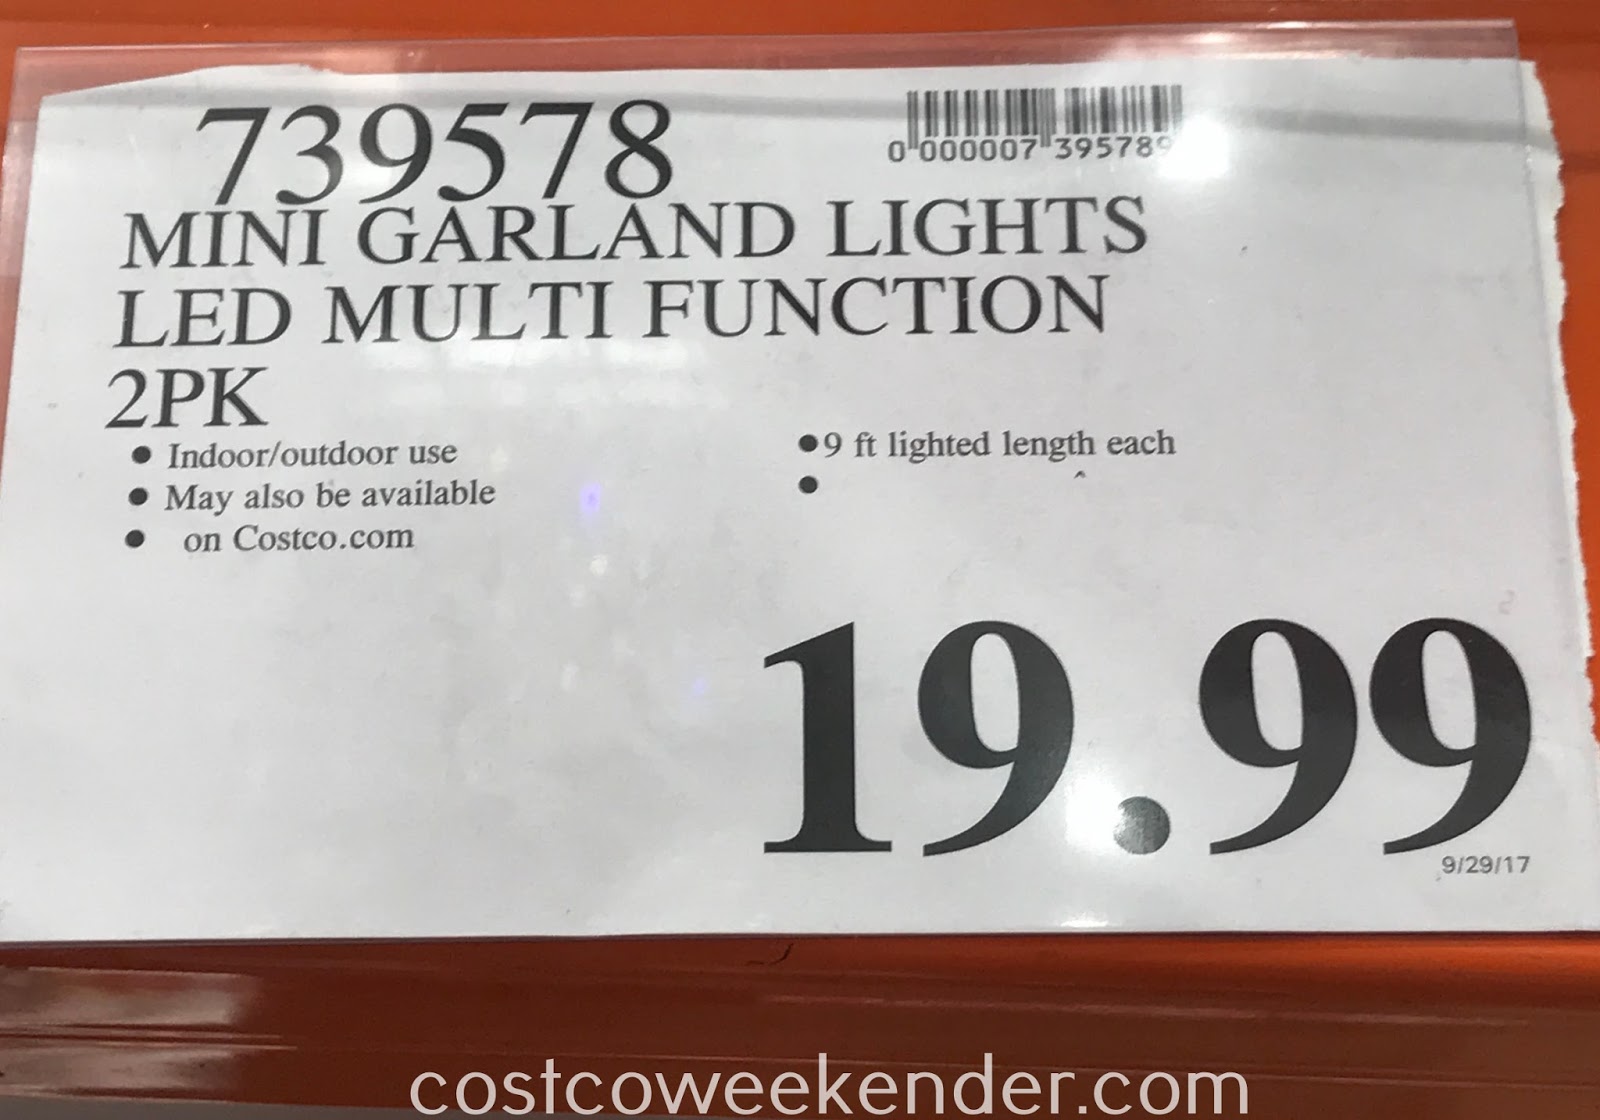 739578
0 000007 395789
MINI GARLAND LIGHTS
LED MULTI FUNCTION
2PK
• Indoor/outdoor use
• May also be available
• on Costco.com
•9 ft lighted length each
•
19.99
9/29/17
costcoweekender.com